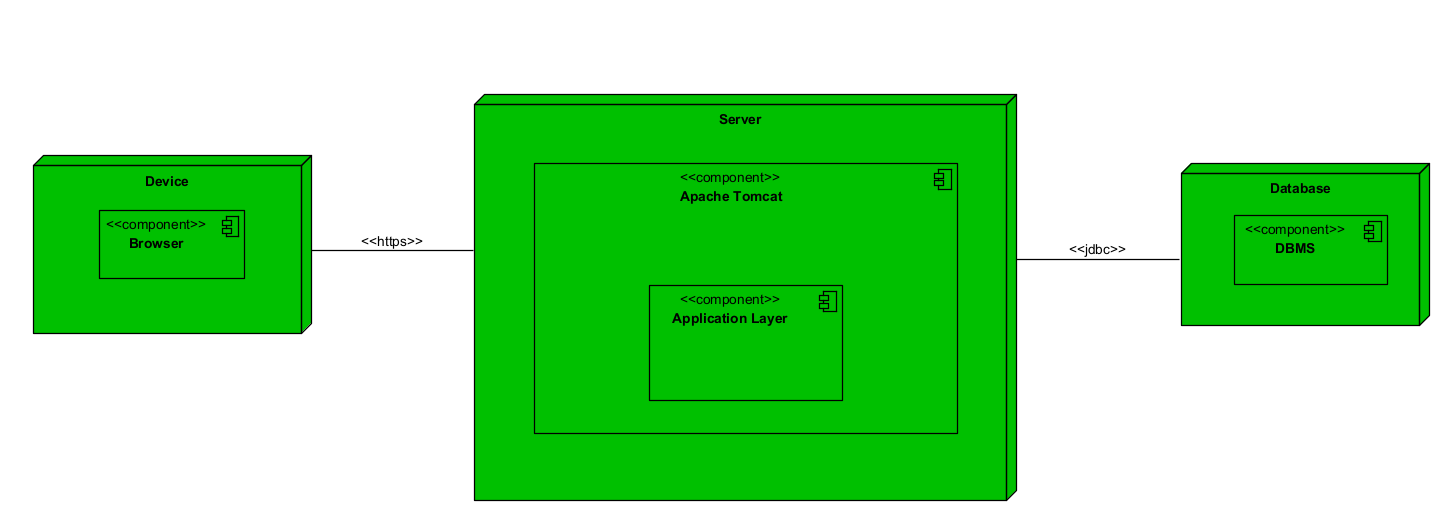 Device
<<component>>
Browser
<<https>>
Server
<<component>>
Apache Tomcat
<<component>>
Application Layer
<<jdbc>>
Database
<<component>>
DBMS